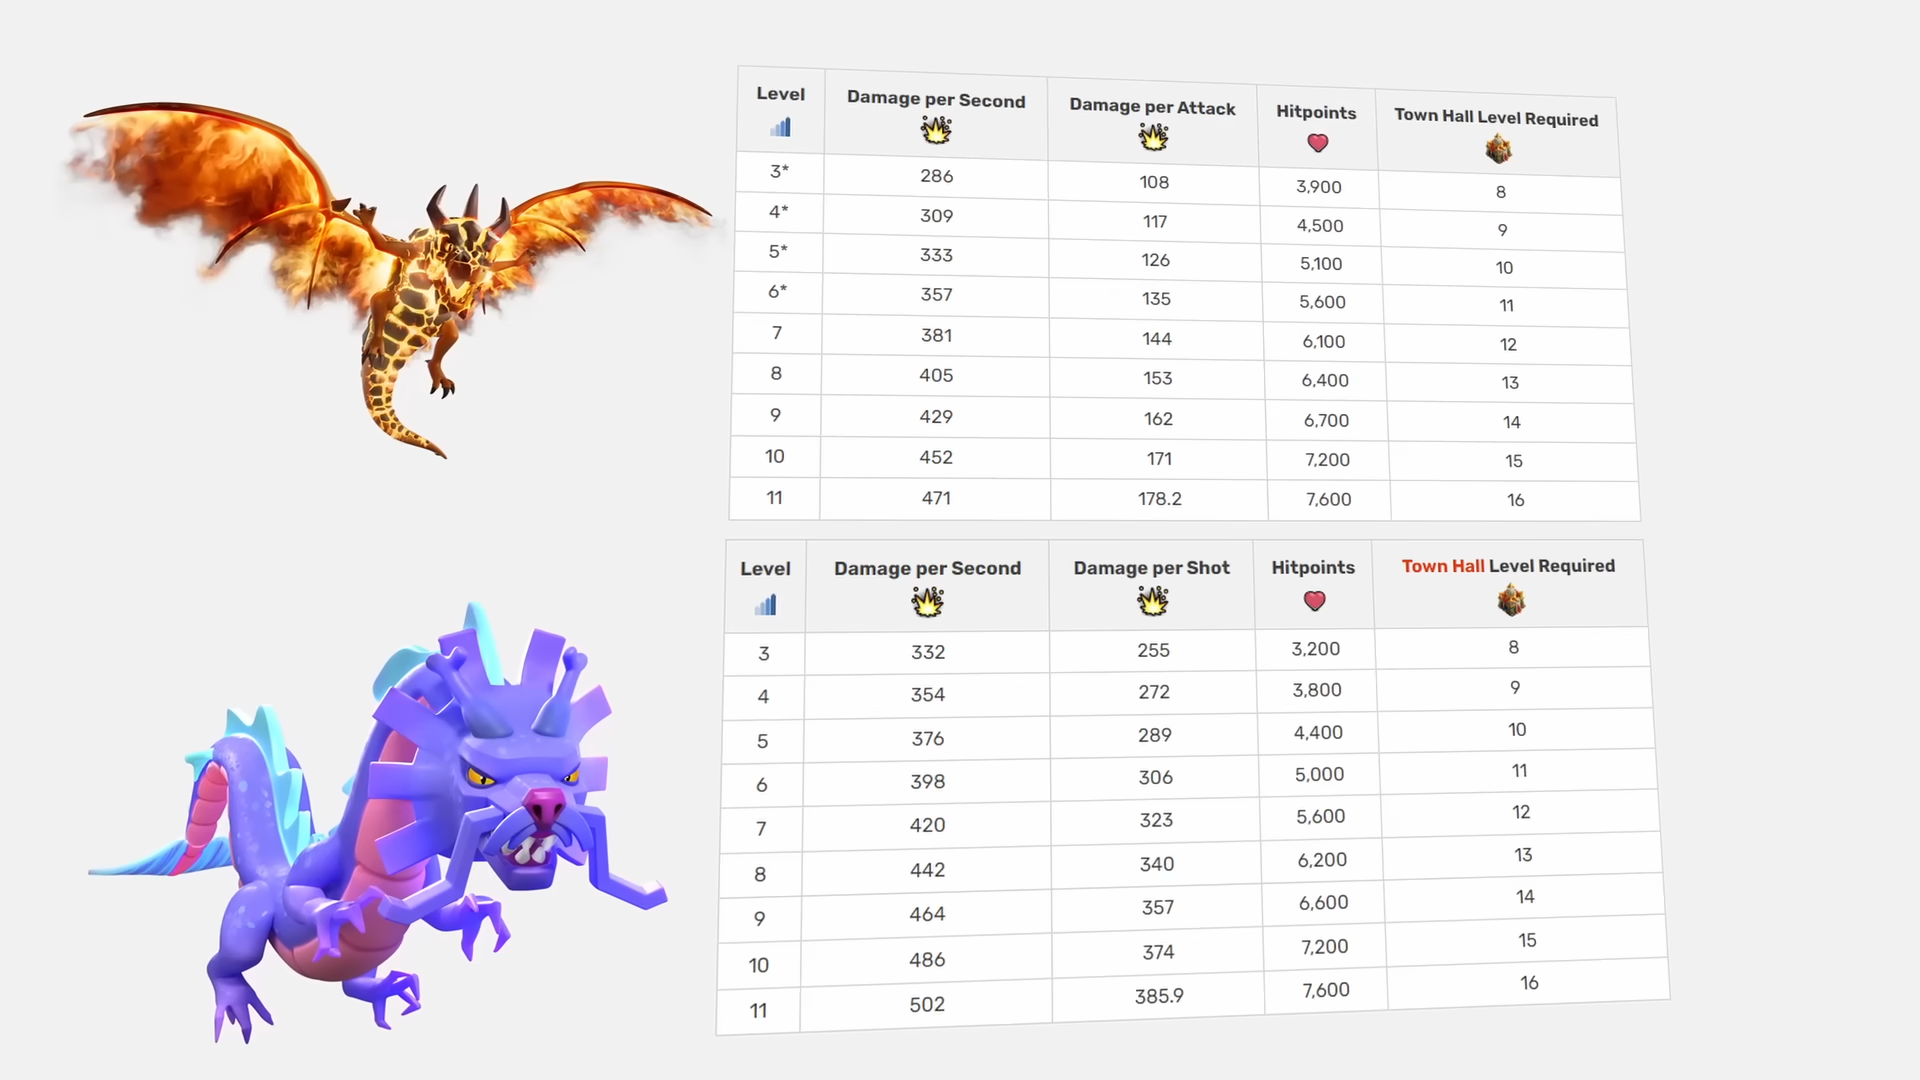 Level Damage per Second Damage per Attack Hitpoints Town Hall Level Required
3* 286 108 3,900 8
4* 309 117 4,500 9
5* 333 126 5,100 10
6* 357 135 5,600 11
7 381 144 6,100 12
8 405 153 6,400 13
9 429 162 6,700 14
10 452 171 7,200 15
11 471 178.2 7,600 16
Level Damage per Second Damage per Shot Hitpoints Town Hall Level Required
3 332 255 3,200 8
4 354 272 3,800 9
5 376 289 4,400 10
6 398 306 5,000 11
7 420 323 5,600 12
8 442 340 6,200 13
9 464 357 6,600 14
10 486 374 7,200 15
11 502 385.9 7,600 16